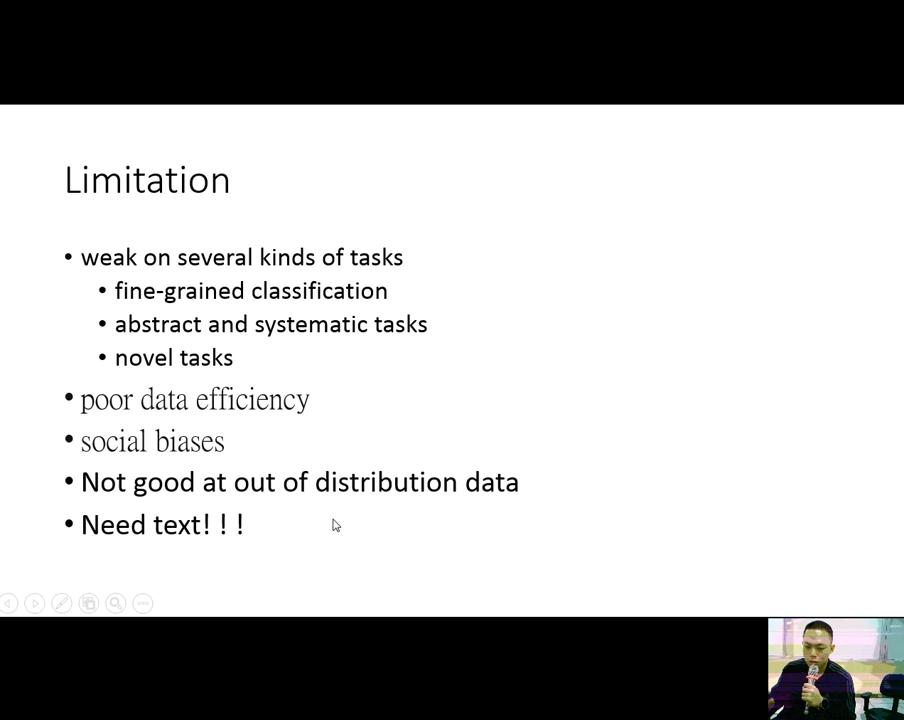 Limitation
• weak on several kinds of tasks
• fine-grained classification
• abstract and systematic tasks
• novel tasks
• poor data efficiency
• social biases
• Not good at out of distribution data
• Need text! ! !